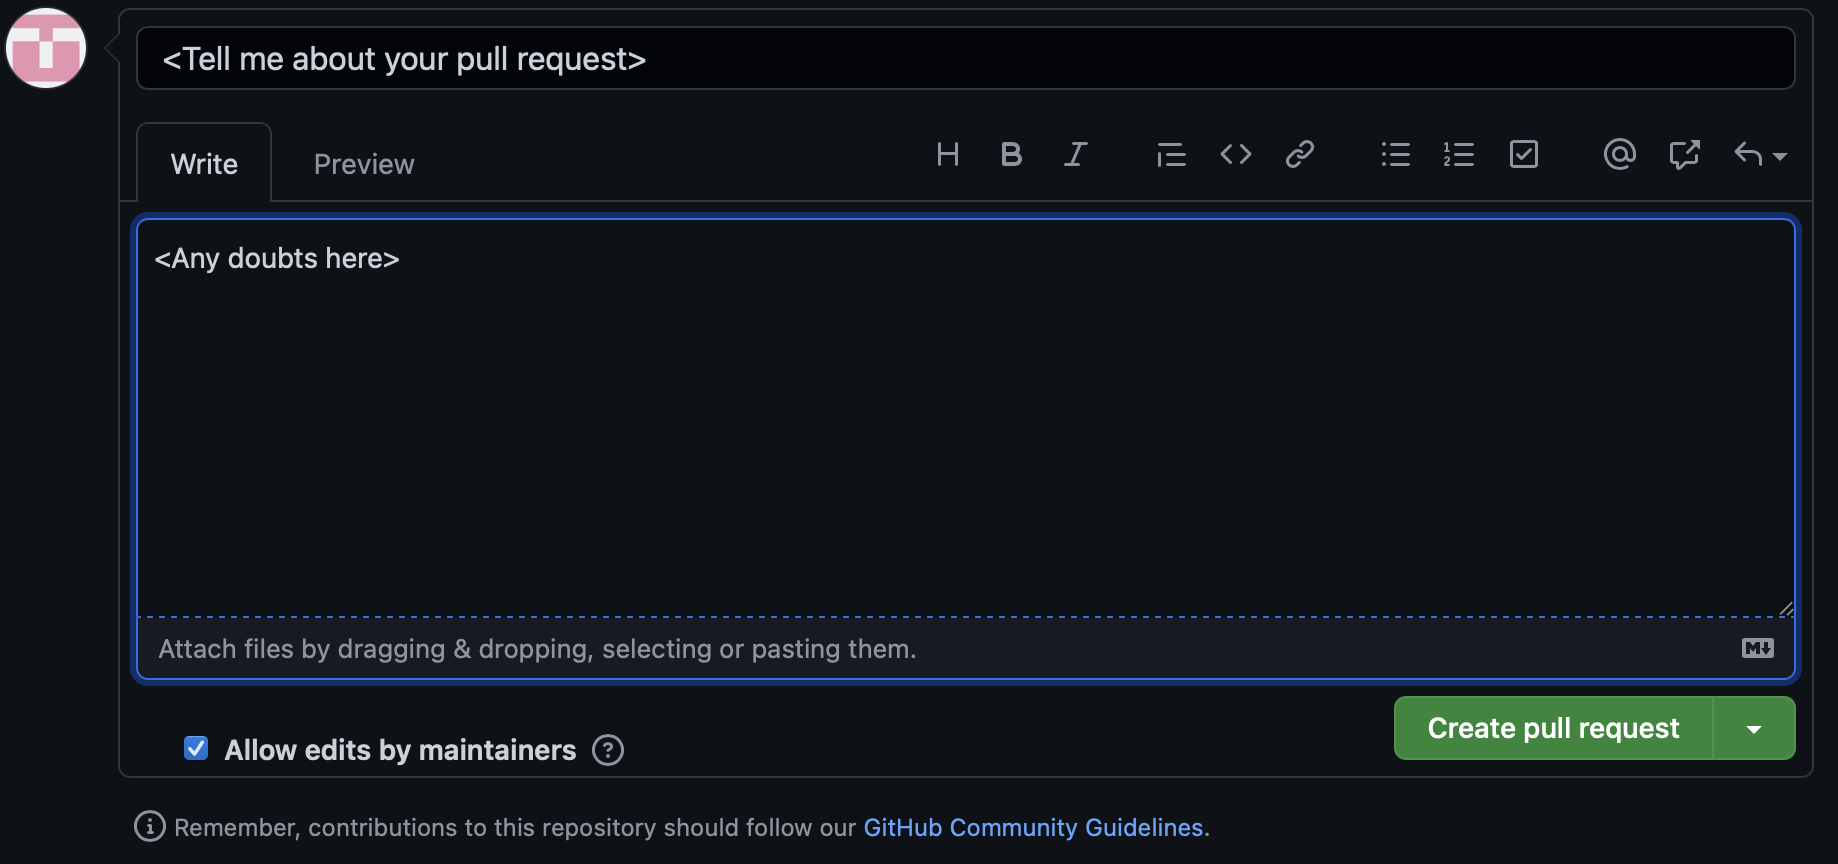 <Tell me about your pull request>
Write Preview
<Any doubts here>
Attach files by dragging & dropping, selecting or pasting them.
Allow edits by maintainers
Create pull request
Remember, contributions to this repository should follow our GitHub Community Guidelines.